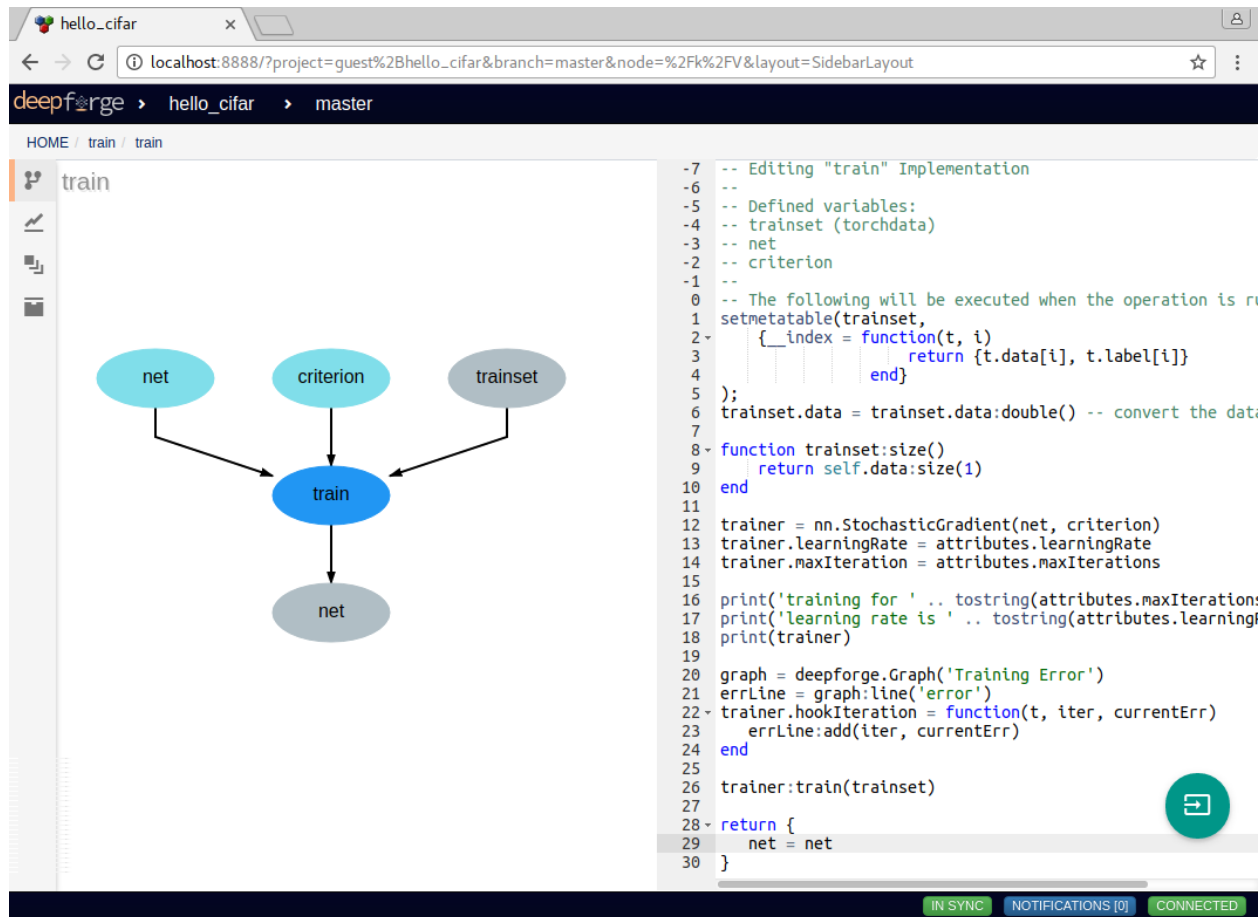 hello_cifar
localhost:8888/?project=guest%2Bhello_cifar&branch=master&node=%2Fk%2FV&layout=SidebarLayout
deepforge › hello_cifar › master
HOME / train / train
train
net criterion trainset
train
net
-7 -- Editing "train" Implementation
-6 --
-5 -- Defined variables:
-4 -- trainset (torchdata)
-3 -- net
-2 -- criterion
-1 --
0 -- The following will be executed when the operation is
1 setmetatable(trainset,
2 {__index = function(t, i)
3 return {t.data[i], t.label[i]}
4 end}
5 );
6 trainset.data = trainset.data:double() -- convert the data
7
8 function trainset:size()
9 return self.data:size(1)
10 end
11
12 trainer = nn.StochasticGradient(net, criterion)
13 trainer.learningRate = attributes.learningRate
14 trainer.maxIteration = attributes.maxIterations
15
16 print('training for ' .. tostring(attributes.maxIterations
17 print('learning rate is ' .. tostring(attributes.learning
18 print(trainer)
19
20 graph = deepforge.Graph('Training Error')
21 errLine = graph:line('error')
22 trainer.hookIteration = function(t, iter, currentErr)
23 errLine:add(iter, currentErr)
24 end
25
26 trainer:train(trainset)
27
28 return {
29 net = net
30 }
IN SYNC NOTIFICATIONS [0] CONNECTED